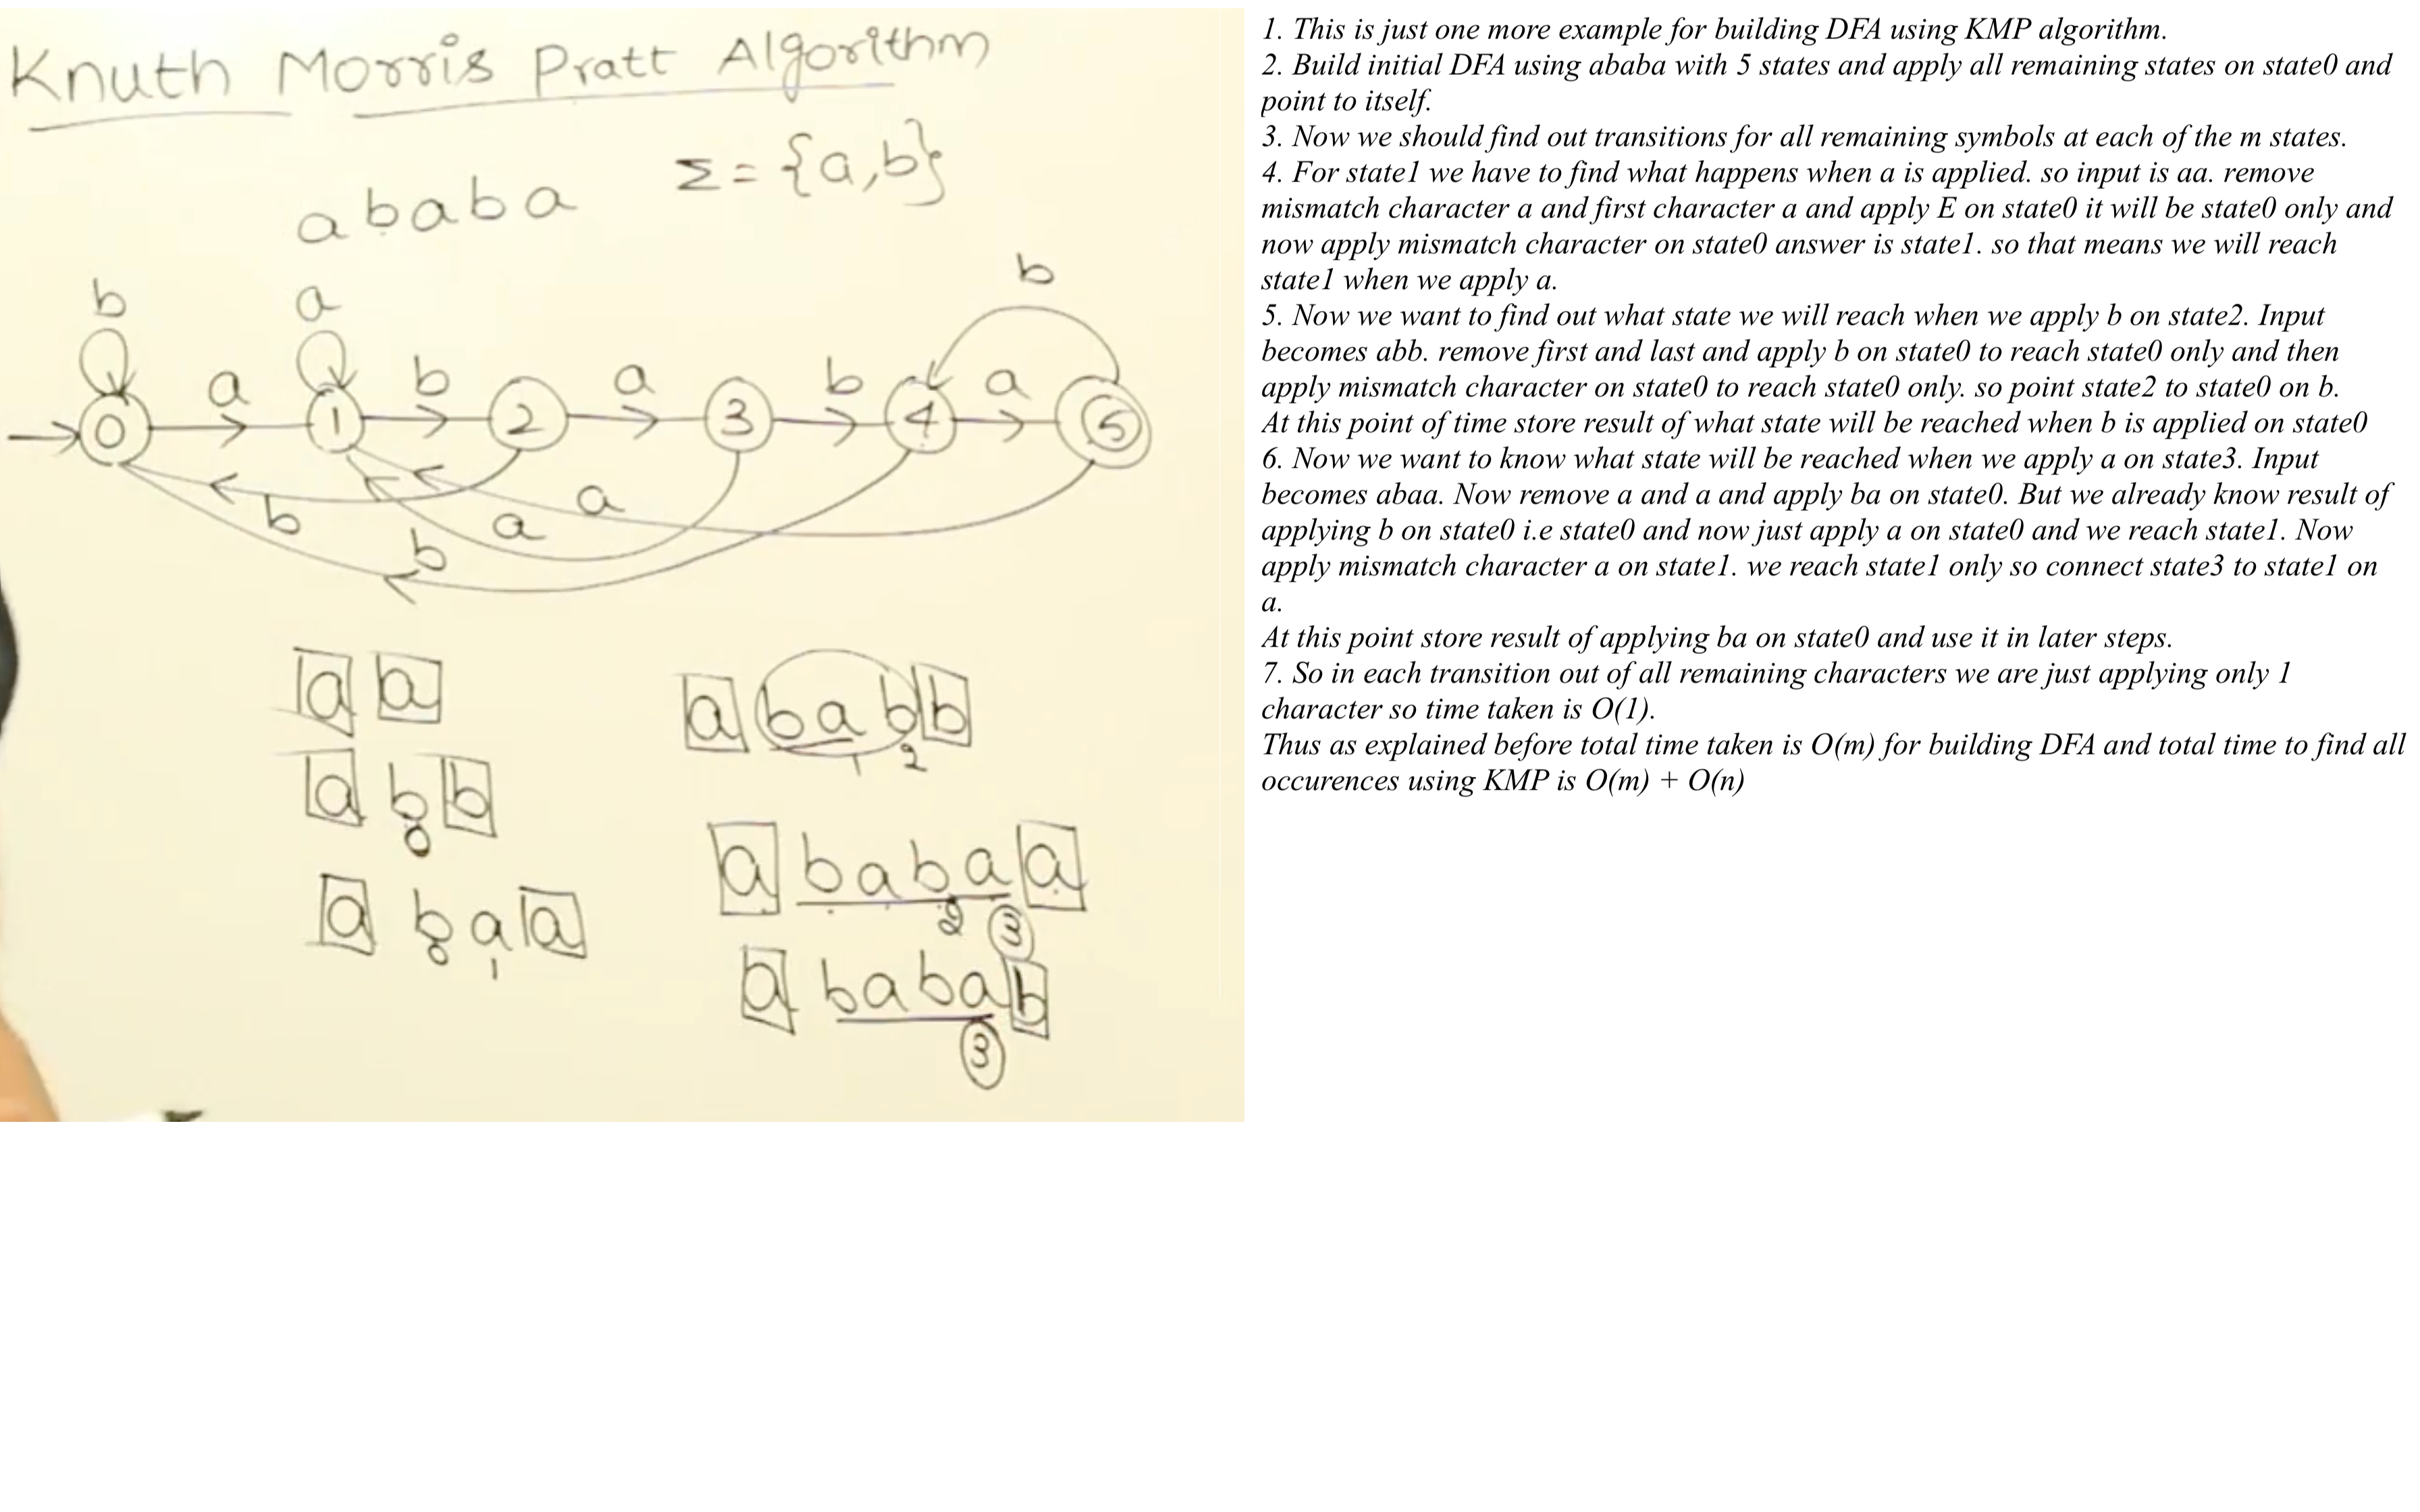 Knuth Morris Pratt Algorithm
ababa Σ = {a,b}
b a b
a b a b a
0 1 2 3 4 5
b b a a
a a
a b b
a b a a
0
0 1
a b a b b
1 2
a b a b a a
2 3
a b a b a b
3
1. This is just one more example for building DFA using KMP algorithm.
2. Build initial DFA using ababa with 5 states and apply all remaining states on state0 and
point to itself.
3. Now we should find out transitions for all remaining symbols at each of the m states.
4. For state1 we have to find what happens when a is applied. so input is aa. remove
mismatch character a and first character a and apply E on state0 it will be state0 only and
now apply mismatch character on state0 answer is state1. so that means we will reach
state1 when we apply a.
5. Now we want to find out what state we will reach when we apply b on state2. Input
becomes abb. remove first and last and apply b on state0 to reach state0 only and then
apply mismatch character on state0 to reach state0 only. so point state2 to state0 on b.
At this point of time store result of what state will be reached when b is applied on state0
6. Now we want to know what state will be reached when we apply a on state3. Input
becomes abaa. Now remove a and a and apply ba on state0. But we already know result of
applying b on state0 i.e state0 and now just apply a on state0 and we reach state1. Now
apply mismatch character a on state1. we reach state1 only so connect state3 to state1 on
a.
At this point store result of applying ba on state0 and use it in later steps.
7. So in each transition out of all remaining characters we are just applying only 1
character so time taken is O(1).
Thus as explained before total time taken is O(m) for building DFA and total time to find all
occurences using KMP is O(m) + O(n)